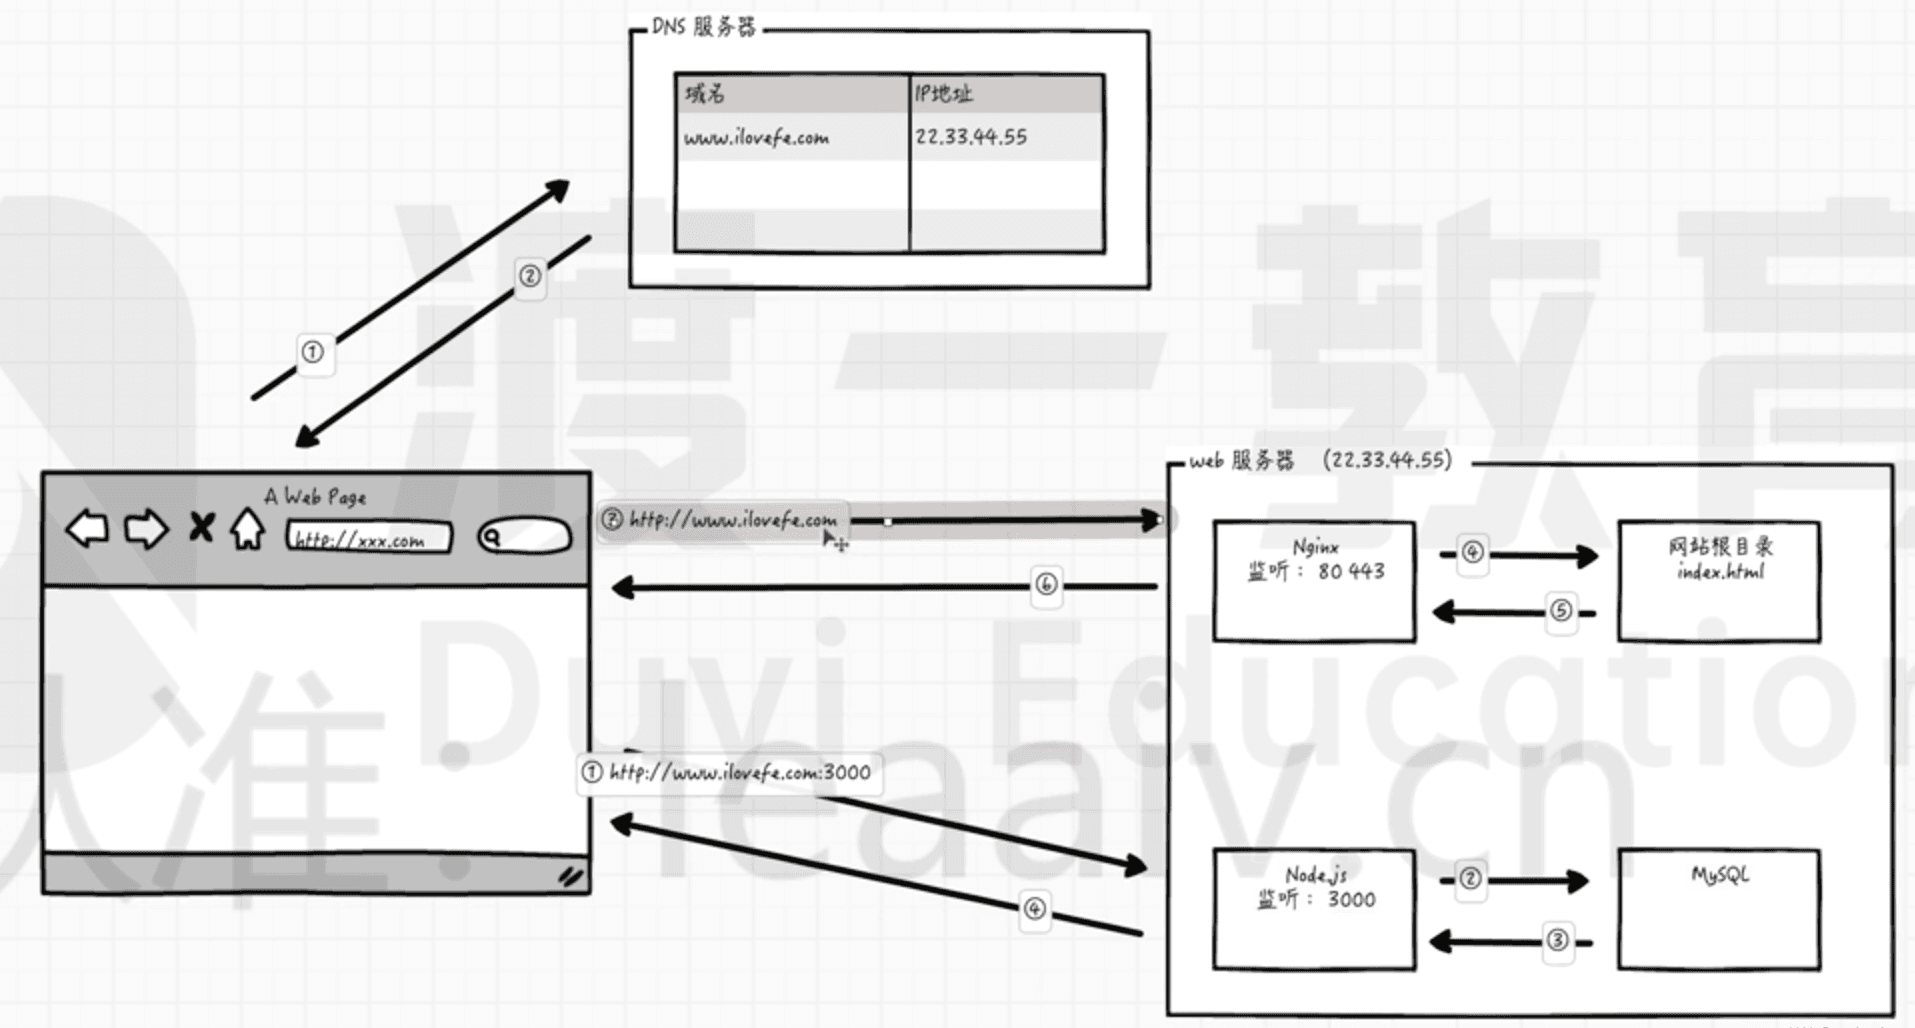 DNS 服务器
域名 IP地址
www.ilovefe.com 22.33.44.55
①
②
A Web Page
http://xxx.com
③ http://www.ilovefe.com
⑥
web 服务器 (22.33.44.55)
Nginx
监听： 80 443
④
⑤
网站根目录
index.html
① http://www.ilovefe.com:3000
④
Node.js
监听： 3000
②
③
MySQL
渡一教育
Duyi Education